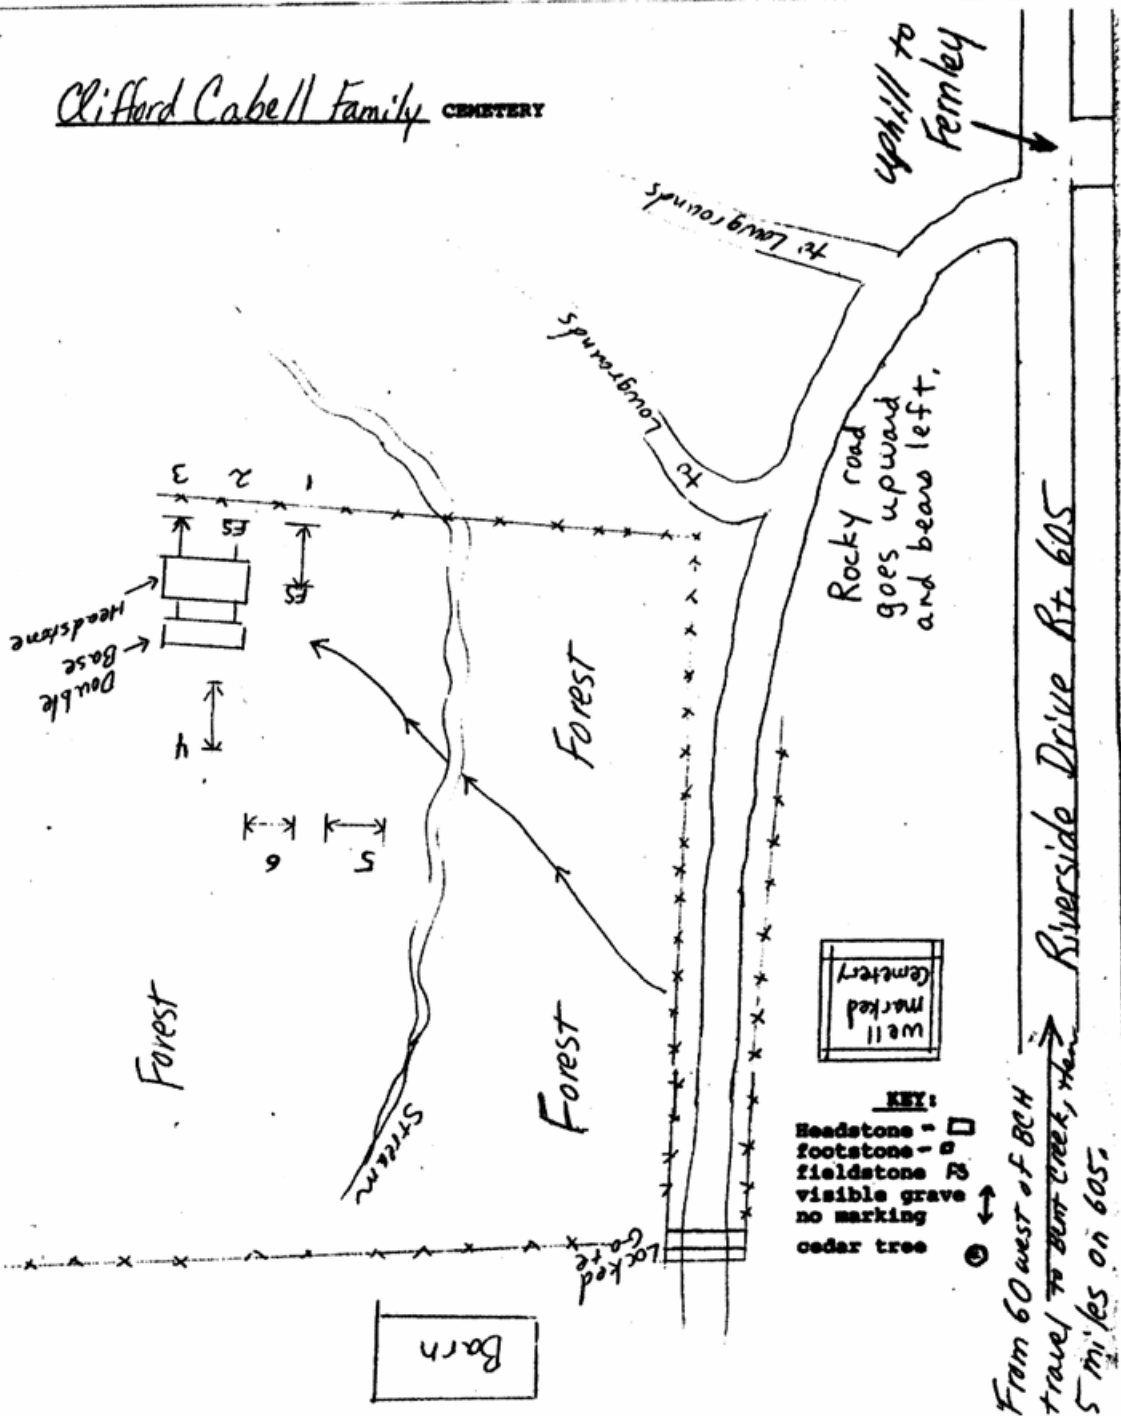 Clifford Cabell Family CEMETERY
uphill to
Fernley
to Lowgrounds
to Lowgrounds
Rocky road
goes upward
and bears left.
Riverside Drive Rt. 605
3
2
1
FS
FS
Headstone
Double
Base
4
6
5
Forest
Forest
Forest
Stream
well
marked
Cemetery
KEY:
Headstone -
footstone -
fieldstone FS
visible grave
no marking
cedar tree
Locked
Gate
Barn
From 60 west of BCH
travel to Bent Creek, then
5 miles on 605.